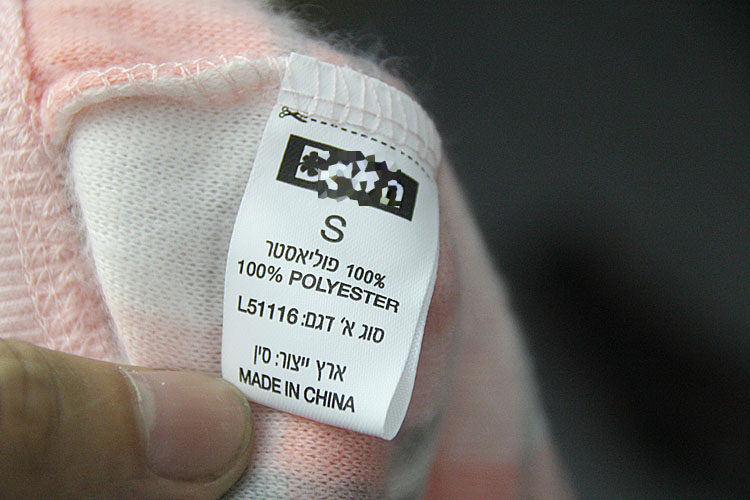 S
100% פוליאסטר
100% POLYESTER
סוג א' דגם: L51116
ארץ ייצור: סין
MADE IN CHINA